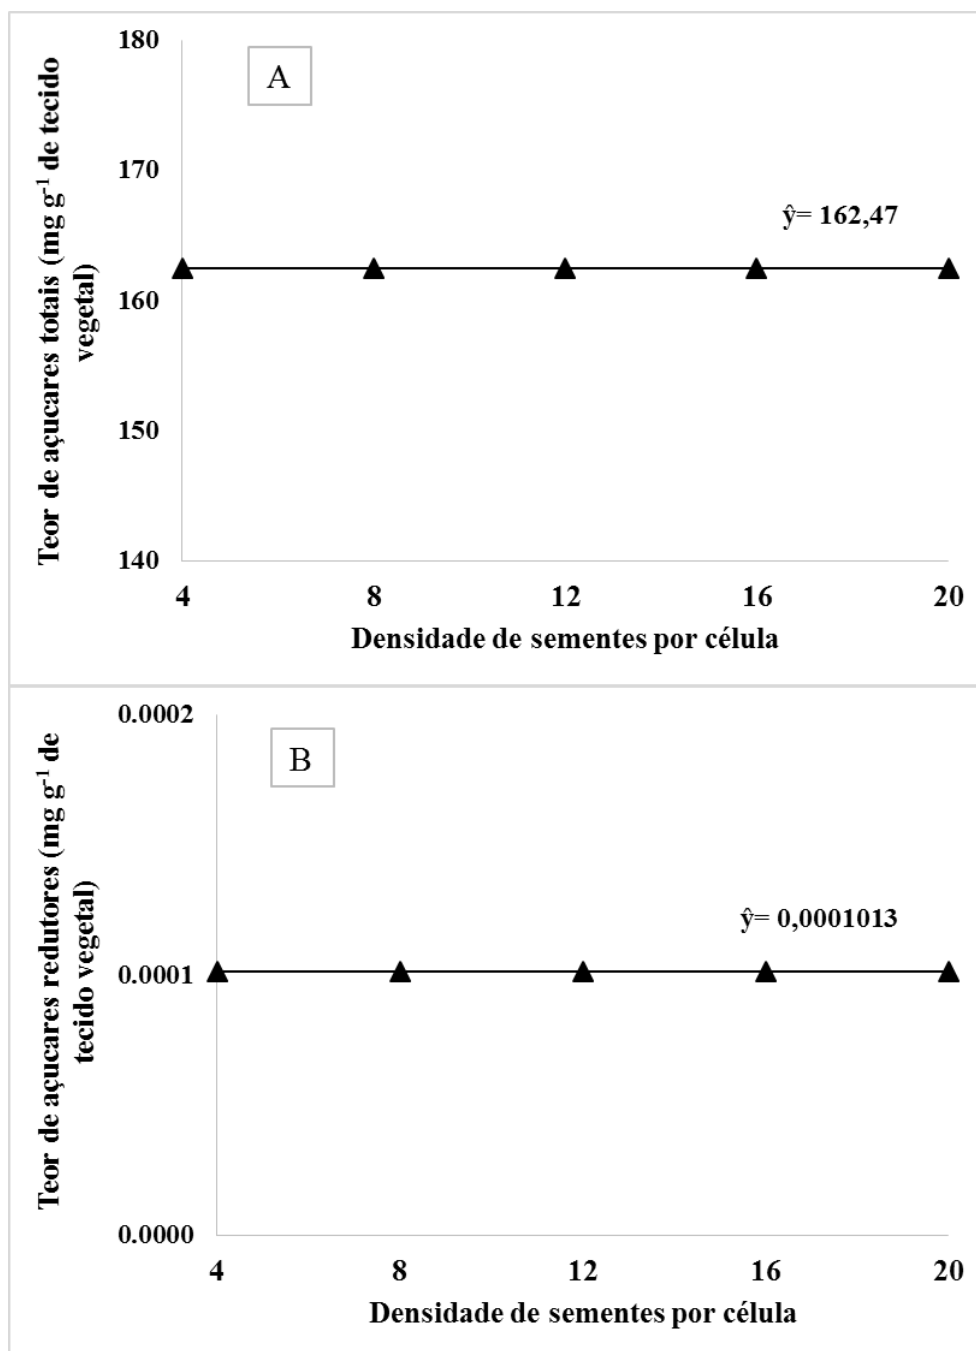 A
Teor de açucares totais (mg g⁻¹ de tecido
vegetal)
180
170
160
150
140
ŷ= 162,47
4 8 12 16 20
Densidade de sementes por célula
B
Teor de açucares redutores (mg g⁻¹ de
tecido vegetal)
0.0002
0.0001
0.0000
ŷ= 0,0001013
4 8 12 16 20
Densidade de sementes por célula